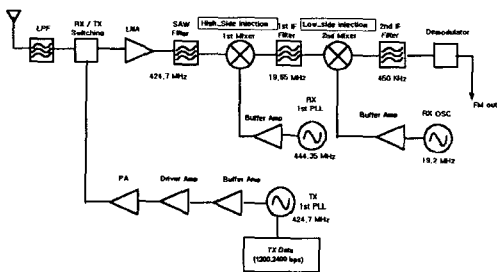 High_Side Injection
Low_side Injection
LPF
RX / TX
Switching
LNA
SAW
Filter
1st Mixer
1st IF
Filter
2nd Mixer
2nd IF
Filter
Demodulator
424,7 MHz
19,65 MHz
450 KHz
FM out
Buffer Amp
RX
1st PLL
444,35 MHz
Buffer Amp
RX OSC
19,2 MHz
PA
Driver Amp
Buffer Amp
TX
1st PLL
424,7 MHz
TX Data
(1200,2400 bps)